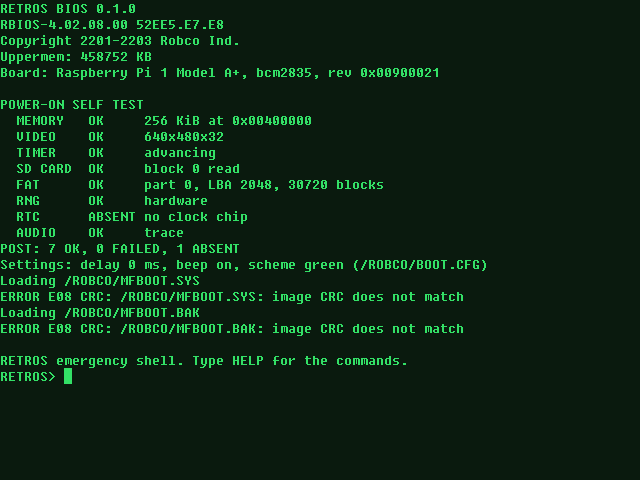 RETROS BIOS 0.1.0
RBIOS-4.02.08.00 52EE5.E7.E8
Copyright 2201-2203 Robco Ind.
Uppermem: 458752 KB
Board: Raspberry Pi 1 Model A+, bcm2835, rev 0x00900021
POWER-ON SELF TEST
MEMORY OK 256 KiB at 0x00400000
VIDEO OK 640x480x32
TIMER OK advancing
SD CARD OK block 0 read
FAT OK part 0, LBA 2048, 30720 blocks
RNG OK hardware
RTC ABSENT no clock chip
AUDIO OK trace
POST: 7 OK, 0 FAILED, 1 ABSENT
Settings: delay 0 ms, beep on, scheme green (/ROBCO/BOOT.CFG)
Loading /ROBCO/MFBOOT.SYS
ERROR E08 CRC: /ROBCO/MFBOOT.SYS: image CRC does not match
Loading /ROBCO/MFBOOT.BAK
ERROR E08 CRC: /ROBCO/MFBOOT.BAK: image CRC does not match
RETROS emergency shell. Type HELP for the commands.
RETROS>